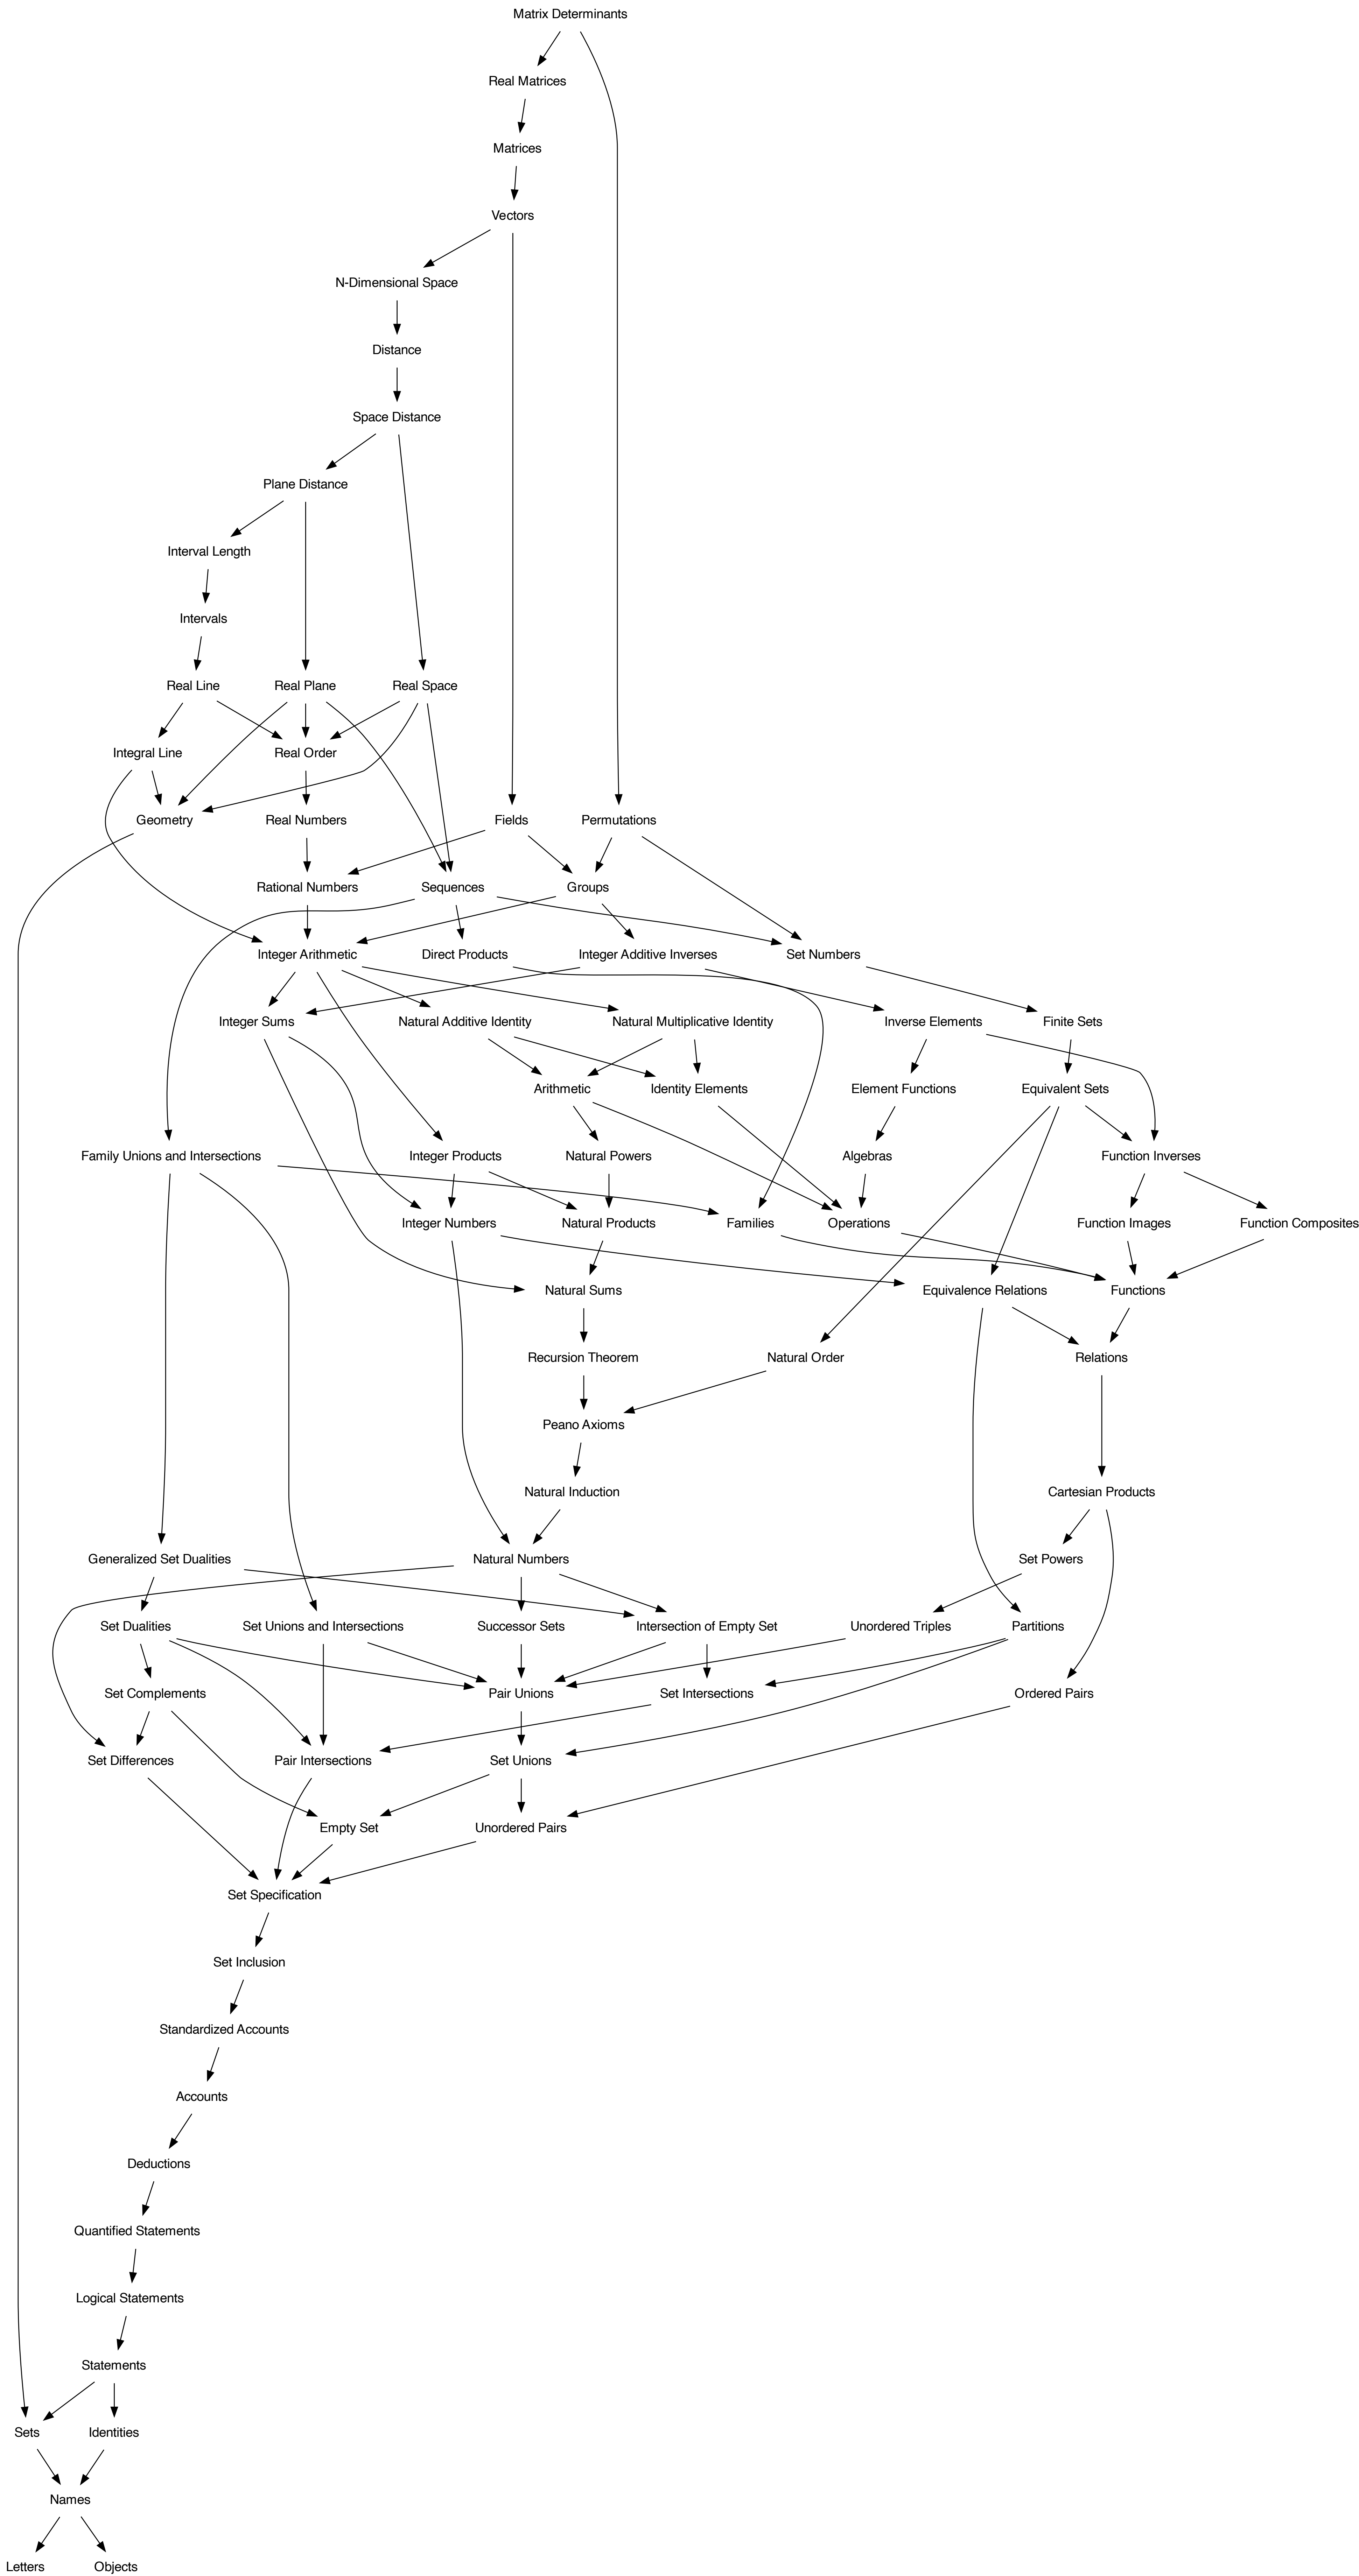 Matrix Determinants
Real Matrices
Matrices
Vectors
N-Dimensional Space
Distance
Space Distance
Plane Distance
Interval Length
Intervals
Real Line
Real Plane
Real Space
Integral Line
Real Order
Geometry
Real Numbers
Fields
Permutations
Rational Numbers
Sequences
Groups
Integer Arithmetic
Direct Products
Integer Additive Inverses
Set Numbers
Integer Sums
Natural Additive Identity
Natural Multiplicative Identity
Inverse Elements
Finite Sets
Arithmetic
Identity Elements
Element Functions
Equivalent Sets
Family Unions and Intersections
Integer Products
Natural Powers
Algebras
Function Inverses
Integer Numbers
Natural Products
Families
Operations
Function Images
Function Composites
Natural Sums
Equivalence Relations
Functions
Recursion Theorem
Natural Order
Relations
Peano Axioms
Natural Induction
Cartesian Products
Generalized Set Dualities
Natural Numbers
Set Powers
Set Dualities
Set Unions and Intersections
Successor Sets
Intersection of Empty Set
Unordered Triples
Partitions
Set Complements
Pair Unions
Set Intersections
Ordered Pairs
Set Differences
Pair Intersections
Set Unions
Empty Set
Unordered Pairs
Set Specification
Set Inclusion
Standardized Accounts
Accounts
Deductions
Quantified Statements
Logical Statements
Statements
Sets
Identities
Names
Letters
Objects